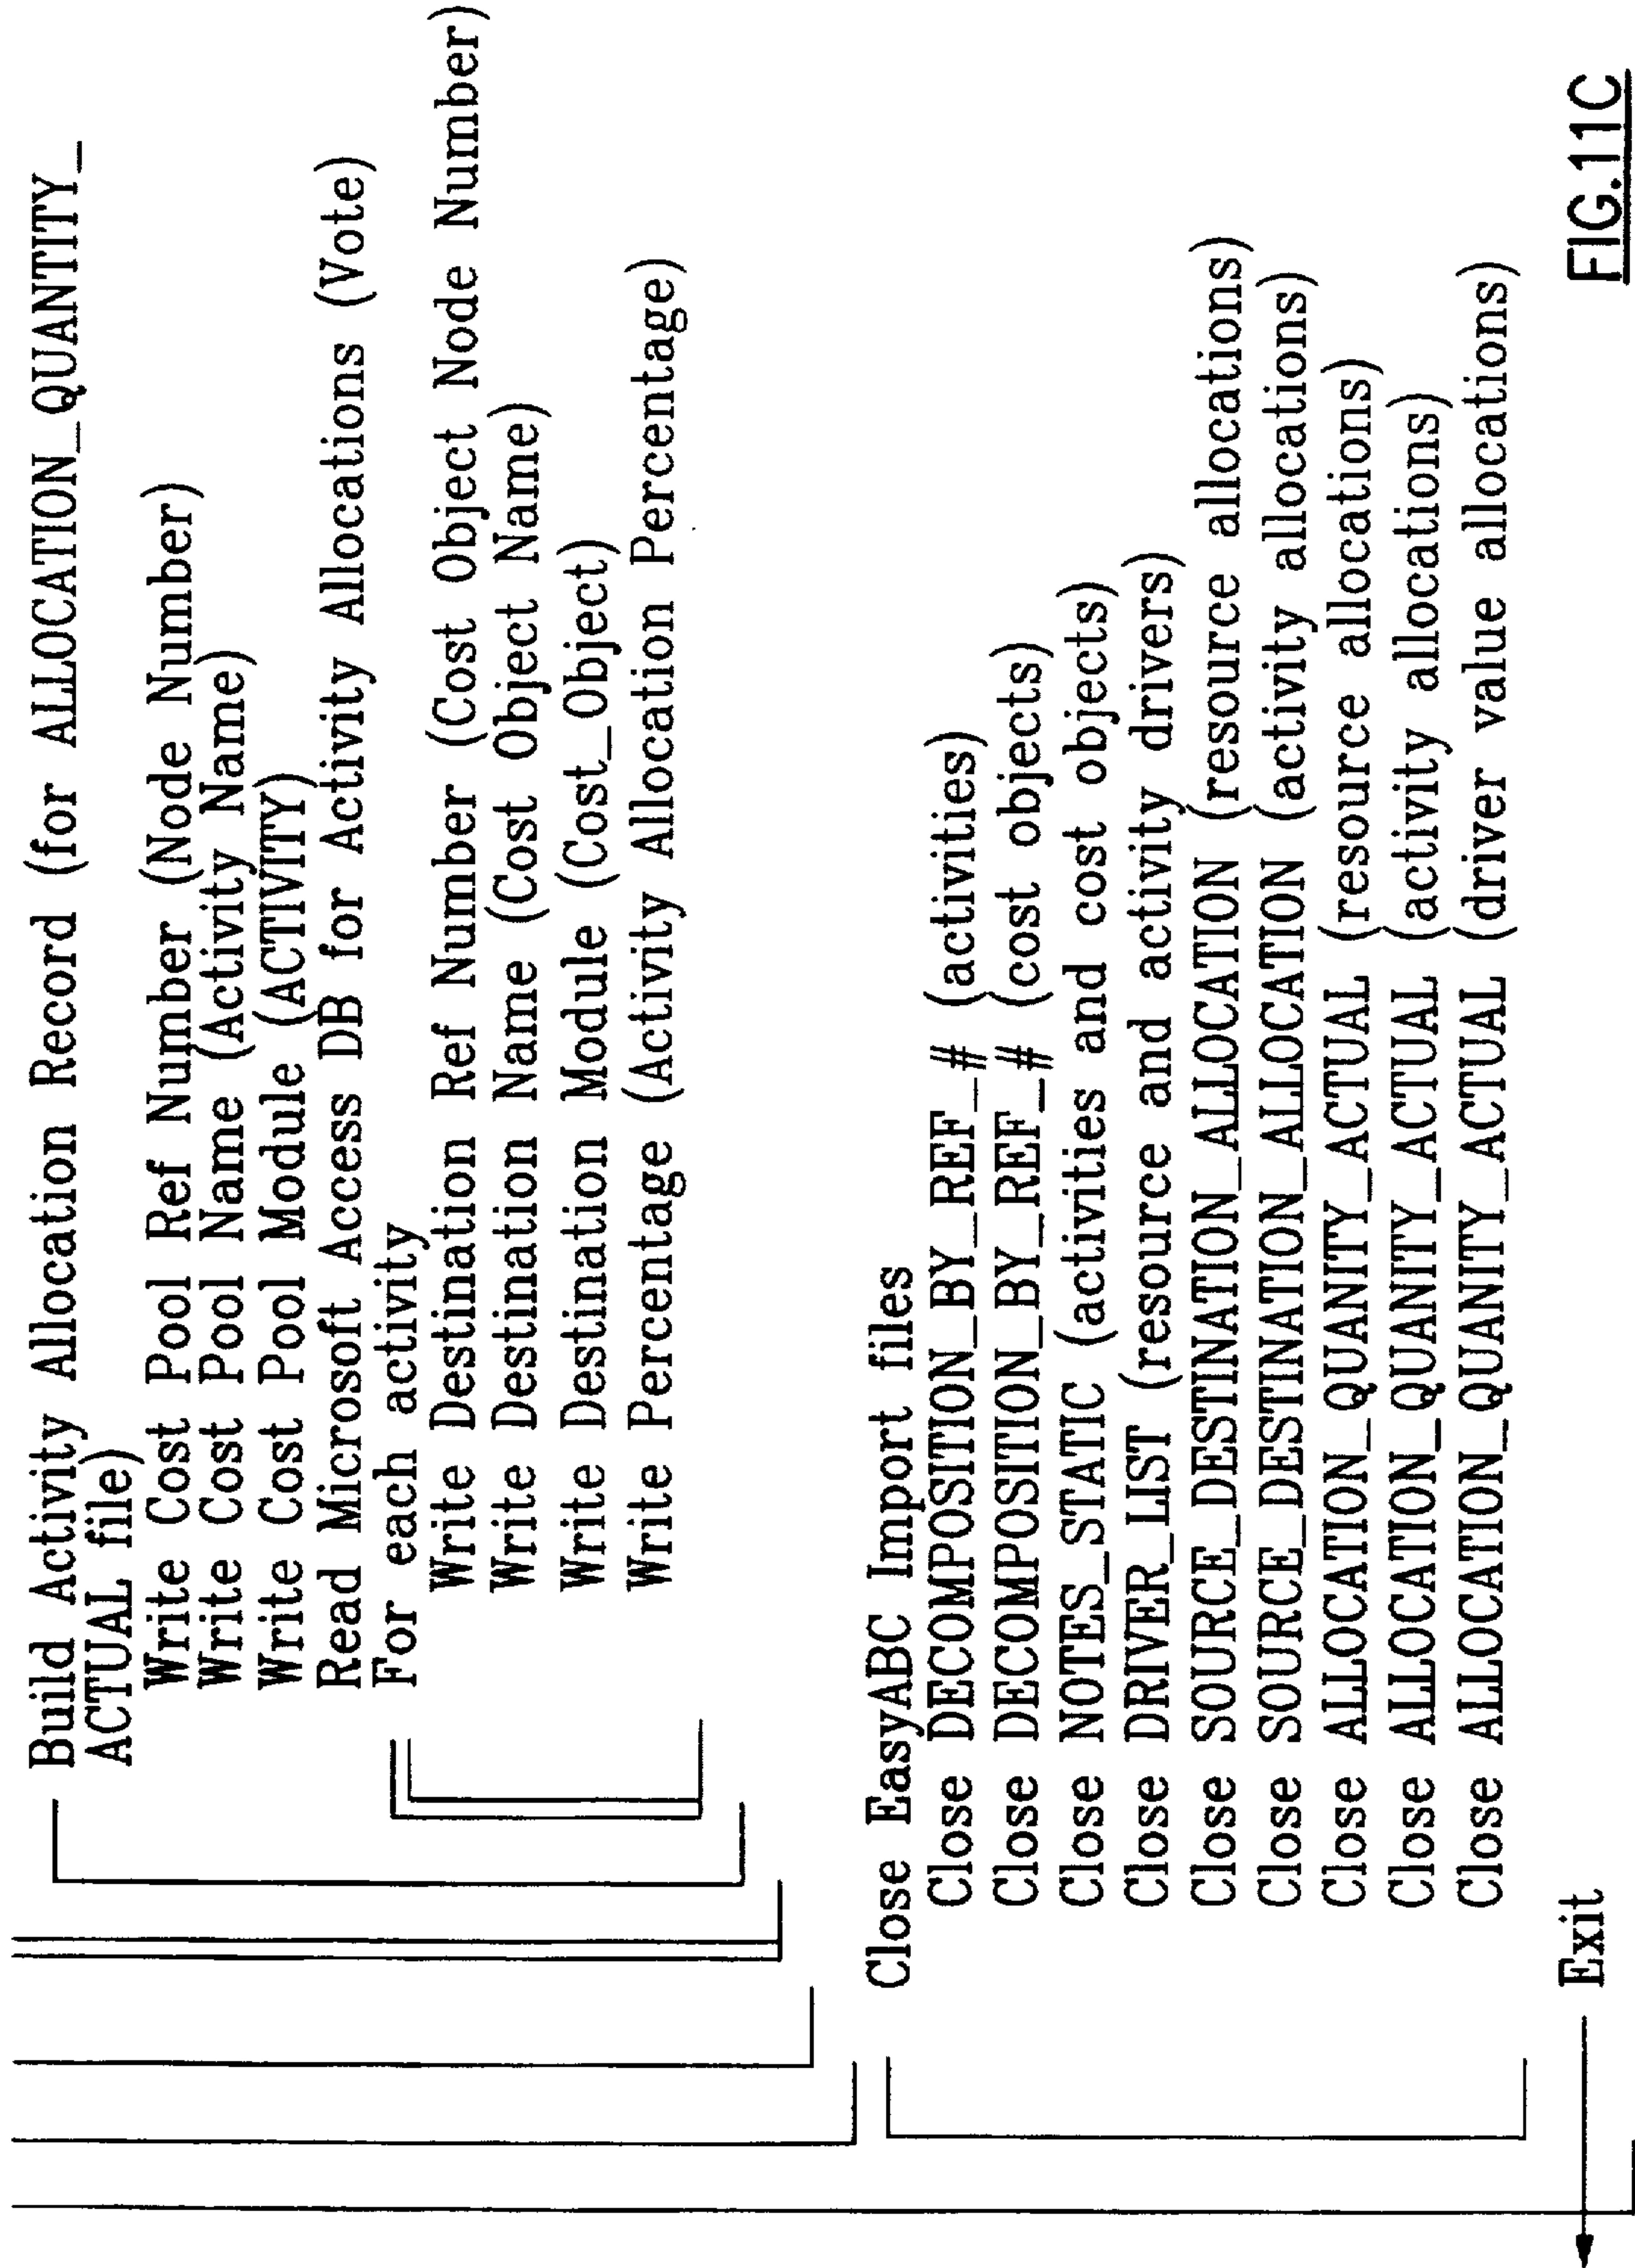 Build Activity Allocation Record (for ALLOCATION_QUANTITY_
ACTUAL file)
Write Cost Pool Ref Number (Node Number)
Write Cost Pool Name (Activity Name)
Write Cost Pool Module (ACTIVITY)
Read Microsoft Access DB for Activity Allocations (Vote)
For each activity
Write Destination Ref Number (Cost Object Node Number)
Write Destination Name (Cost Object Name)
Write Destination Module (Cost_Object)
Write Percentage (Activity Allocation Percentage)
Close EasyABC Import files
Close DECOMPOSITION_BY_REF_# (activities)
Close DECOMPOSITION_BY_REF_# (cost objects)
Close NOTES_STATIC (activities and cost objects)
Close DRIVER_LIST (resource and activity drivers)
Close SOURCE_DESTINATION_ALLOCATION (resource allocations)
Close SOURCE_DESTINATION_ALLOCATION (activity allocations)
Close ALLOCATION_QUANITY_ACTUAL (resource allocations)
Close ALLOCATION_QUANITY_ACTUAL (activity allocations)
Close ALLOCATION_QUANITY_ACTUAL (driver value allocations)
Exit
FIG.11C